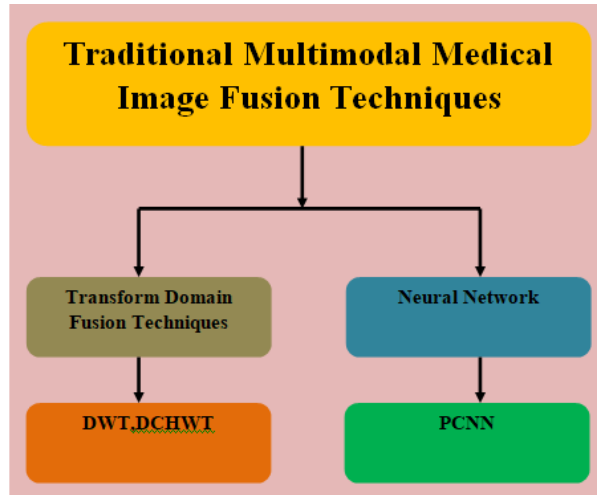 Traditional Multimodal Medical
Image Fusion Techniques
Transform Domain
Fusion Techniques
Neural Network
DWT,DCHWT
PCNN